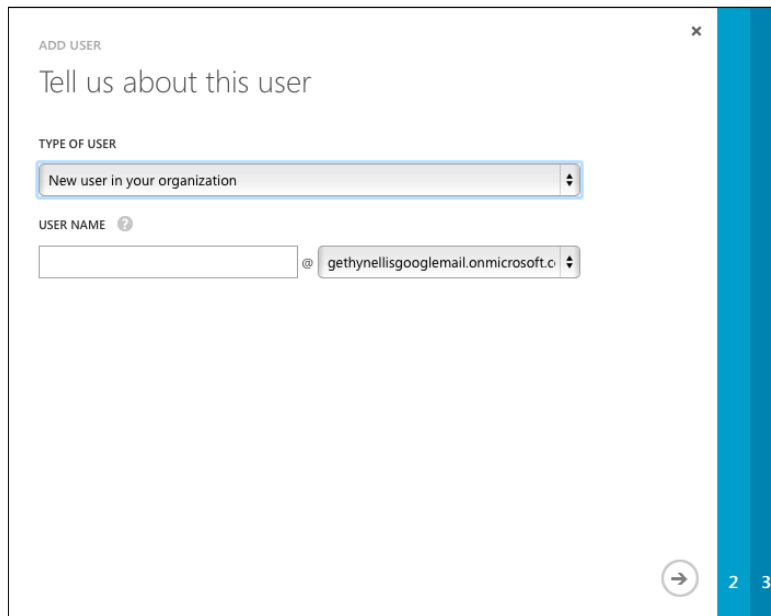 ADD USER
Tell us about this user
TYPE OF USER
New user in your organization
USER NAME ?
@ gethynellisgooglemail.onmicrosoft.c
2 3